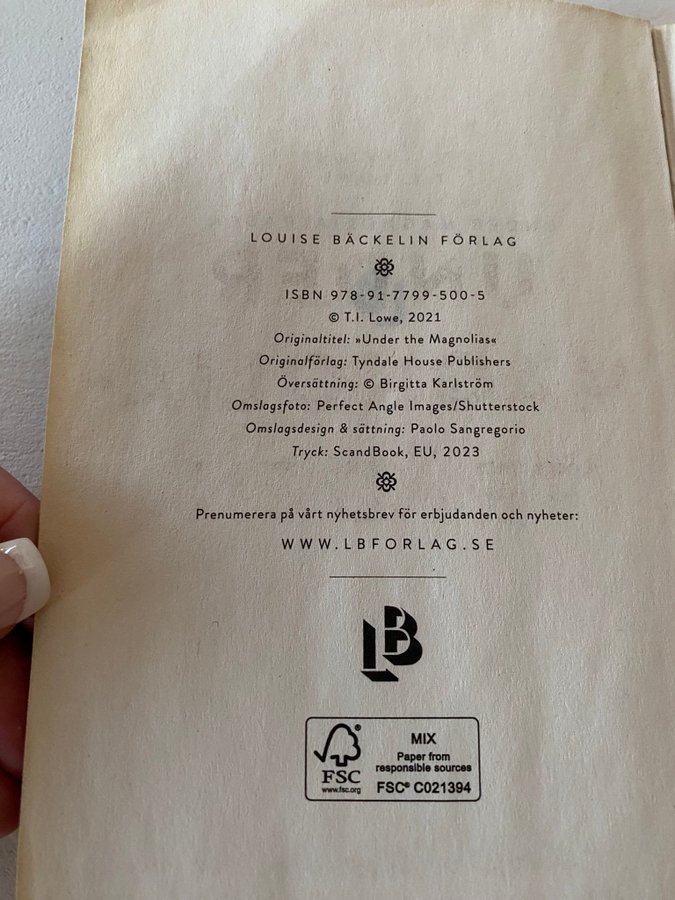 LOUISE BÄCKELIN FÖRLAG
ISBN 978-91-7799-500-5
© T.I. Lowe, 2021
Originaltitel: »Under the Magnolias«
Originalförlag: Tyndale House Publishers
Översättning: © Birgitta Karlström
Omslagsfoto: Perfect Angle Images/Shutterstock
Omslagsdesign & sättning: Paolo Sangregorio
Tryck: ScandBook, EU, 2023
Prenumerera på vårt nyhetsbrev för erbjudanden och nyheter:
WWW.LBFORLAG.SE
LBF
MIX
Paper from
responsible sources
FSC® C021394
®
FSC
www.fsc.org